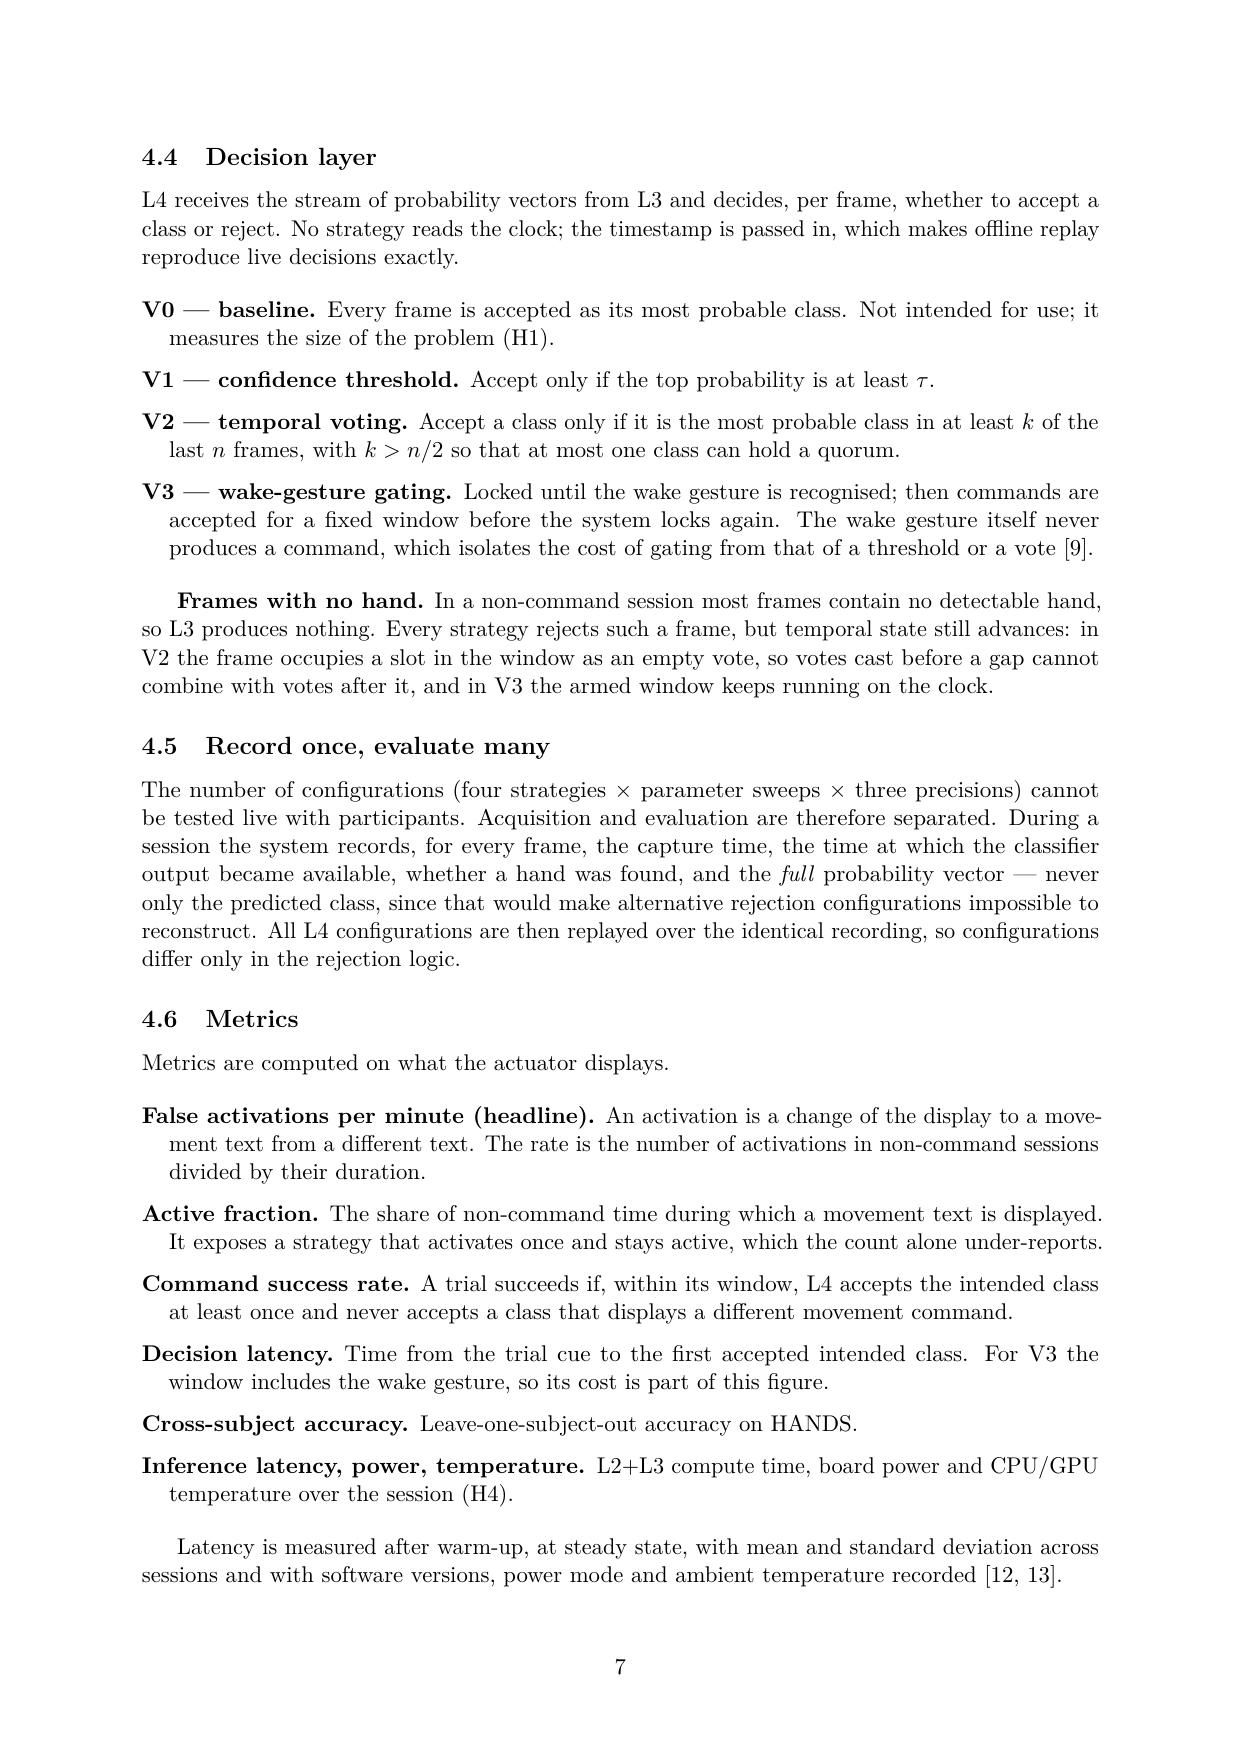 4.4 Decision layer
L4 receives the stream of probability vectors from L3 and decides, per frame, whether to accept a
class or reject. No strategy reads the clock; the timestamp is passed in, which makes offline replay
reproduce live decisions exactly.
V0 — baseline. Every frame is accepted as its most probable class. Not intended for use; it
measures the size of the problem (H1).
V1 — confidence threshold. Accept only if the top probability is at least τ.
V2 — temporal voting. Accept a class only if it is the most probable class in at least k of the
last n frames, with k > n/2 so that at most one class can hold a quorum.
V3 — wake-gesture gating. Locked until the wake gesture is recognised; then commands are
accepted for a fixed window before the system locks again. The wake gesture itself never
produces a command, which isolates the cost of gating from that of a threshold or a vote [9].
Frames with no hand. In a non-command session most frames contain no detectable hand,
so L3 produces nothing. Every strategy rejects such a frame, but temporal state still advances: in
V2 the frame occupies a slot in the window as an empty vote, so votes cast before a gap cannot
combine with votes after it, and in V3 the armed window keeps running on the clock.
4.5 Record once, evaluate many
The number of configurations (four strategies × parameter sweeps × three precisions) cannot
be tested live with participants. Acquisition and evaluation are therefore separated. During a
session the system records, for every frame, the capture time, the time at which the classifier
output became available, whether a hand was found, and the full probability vector — never
only the predicted class, since that would make alternative rejection configurations impossible to
reconstruct. All L4 configurations are then replayed over the identical recording, so configurations
differ only in the rejection logic.
4.6 Metrics
Metrics are computed on what the actuator displays.
False activations per minute (headline). An activation is a change of the display to a move-
ment text from a different text. The rate is the number of activations in non-command sessions
divided by their duration.
Active fraction. The share of non-command time during which a movement text is displayed.
It exposes a strategy that activates once and stays active, which the count alone under-reports.
Command success rate. A trial succeeds if, within its window, L4 accepts the intended class
at least once and never accepts a class that displays a different movement command.
Decision latency. Time from the trial cue to the first accepted intended class. For V3 the
window includes the wake gesture, so its cost is part of this figure.
Cross-subject accuracy. Leave-one-subject-out accuracy on HANDS.
Inference latency, power, temperature. L2+L3 compute time, board power and CPU/GPU
temperature over the session (H4).
Latency is measured after warm-up, at steady state, with mean and standard deviation across
sessions and with software versions, power mode and ambient temperature recorded [12, 13].
7